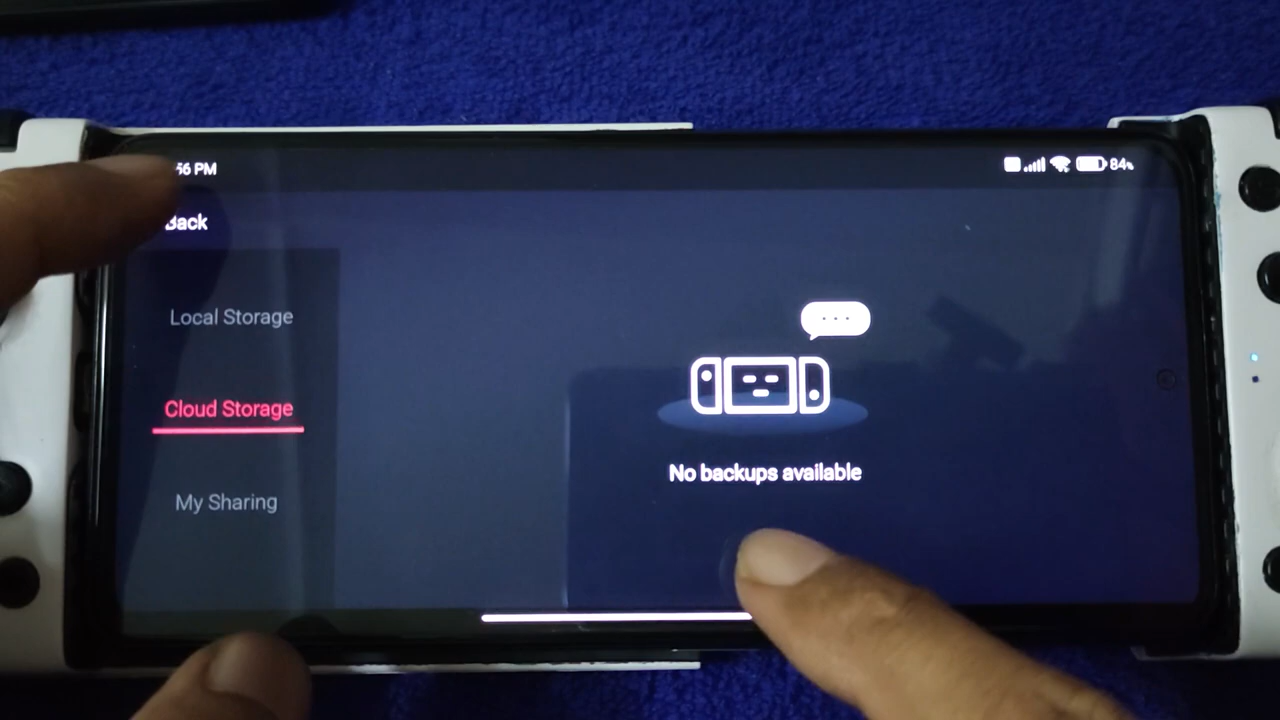 56 PM
84%
Back
Local Storage
Cloud Storage
My Sharing
No backups available